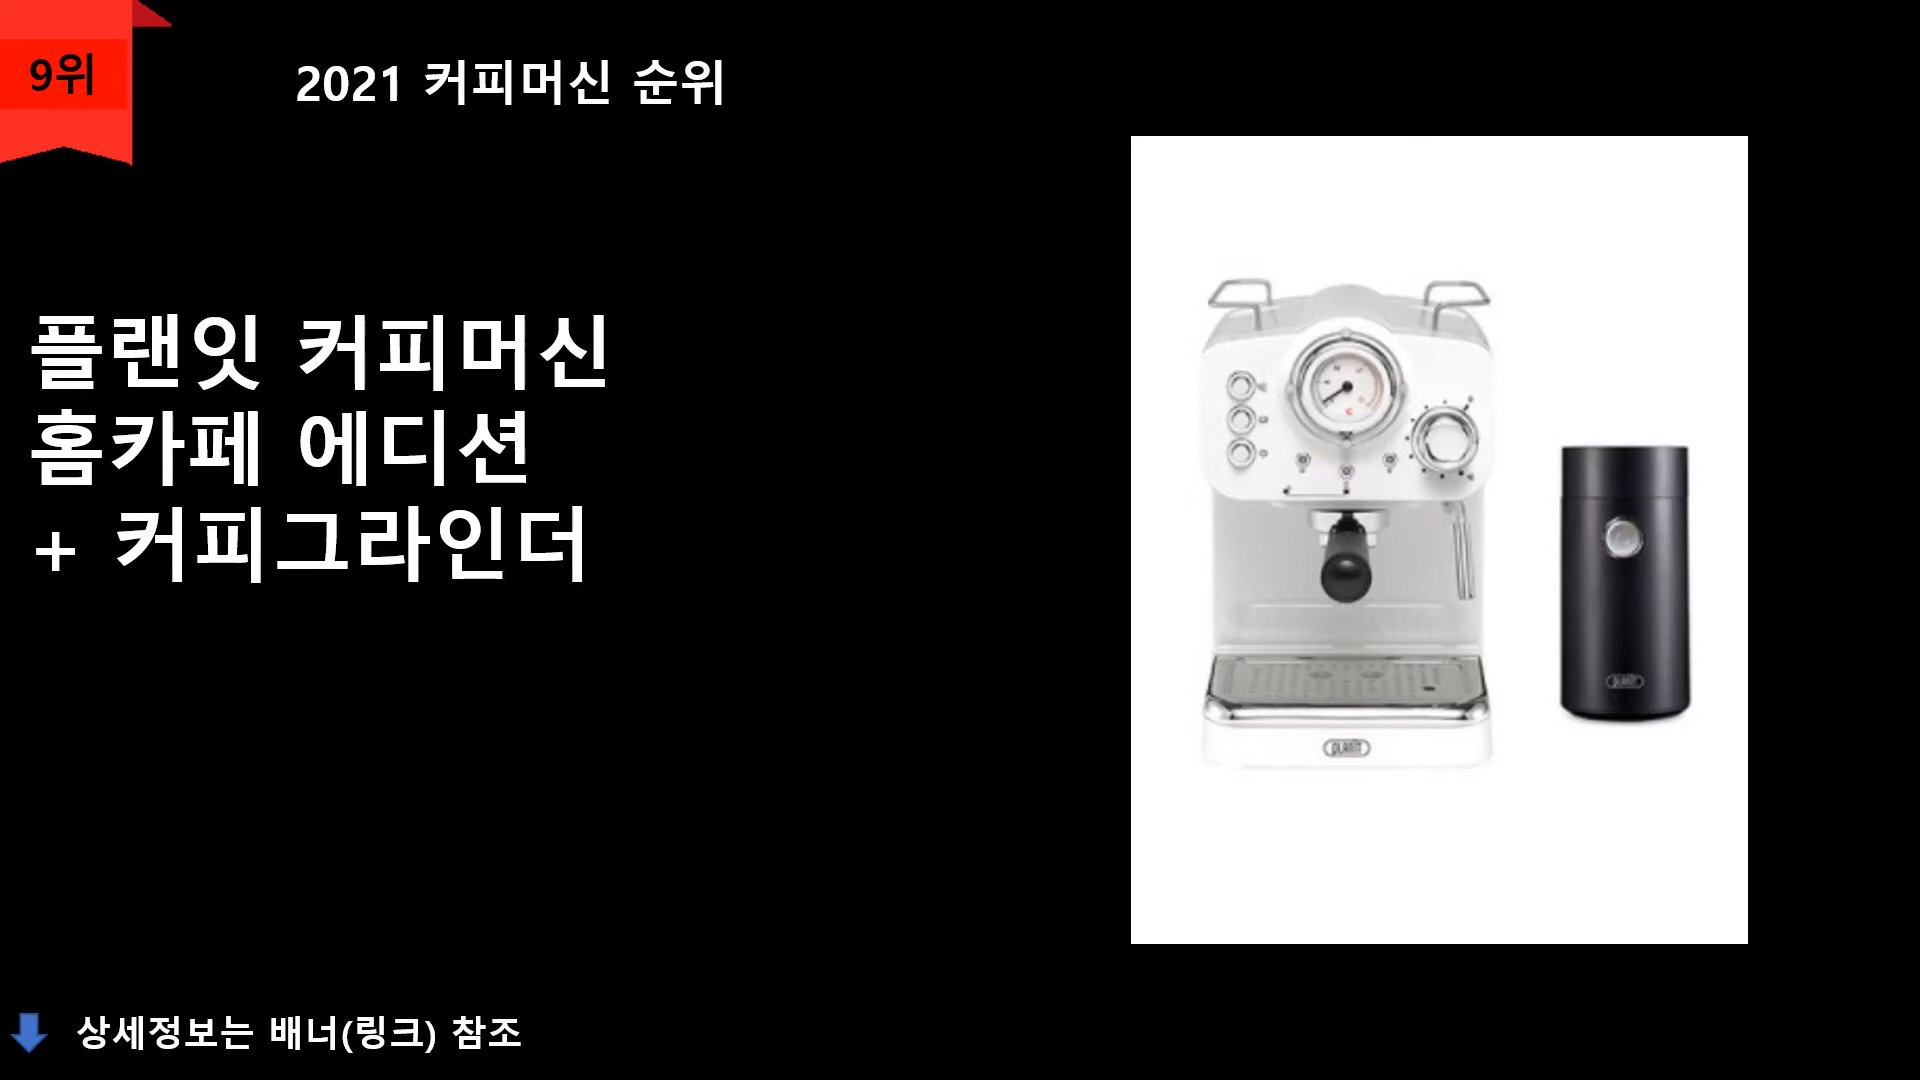 9위
2021 커피머신 순위
플랜잇 커피머신
홈카페 에디션
+ 커피그라인더
PLANiT
PLANiT
상세정보는 배너(링크) 참조